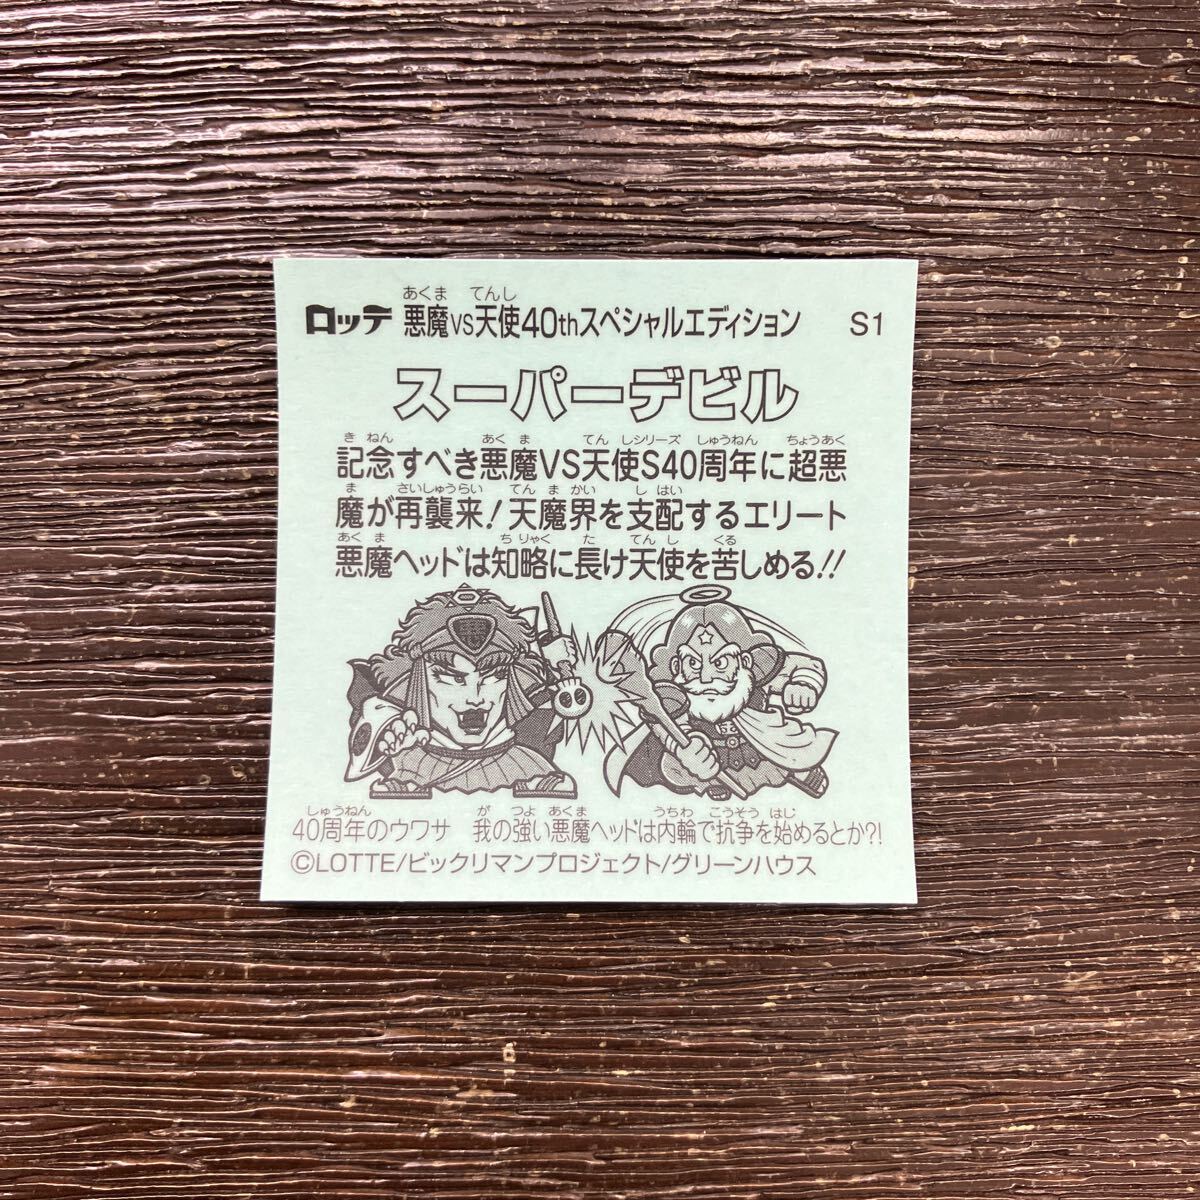 ロッテ 悪魔VS天使40thスペシャルエディション S1
スーパーデビル
記念すべき悪魔VS天使S40周年に超悪
魔が再襲来!天魔界を支配するエリート
悪魔ヘッドは知略に長け天使を苦しめる!!
40周年のウワサ 我の強い悪魔ヘッドは内輪で抗争を始めるとか?!
©LOTTE/ビックリマンプロジェクト/グリーンハウス